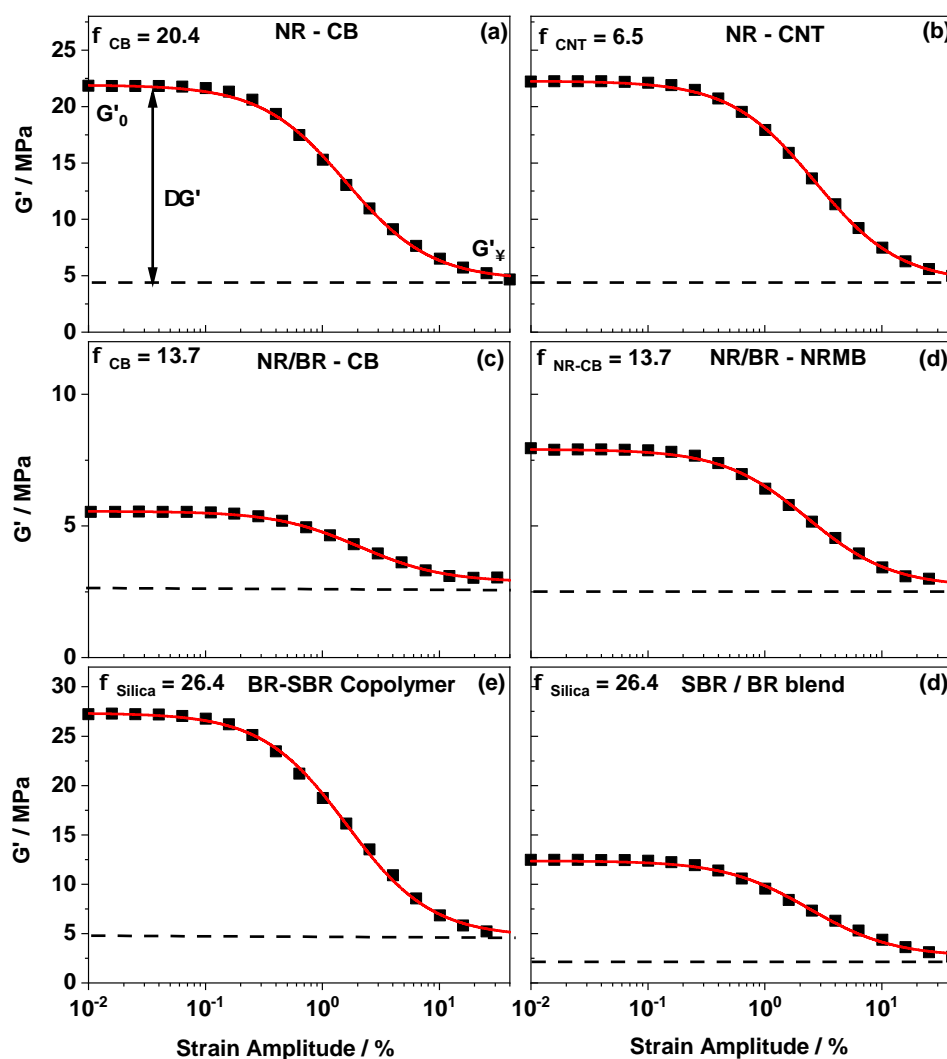 f CB = 20.4 NR - CB (a)
f CNT = 6.5 NR - CNT (b)
25
20
15
10
5
0
G' / MPa
G'0
DG'
G'¥
f CB = 13.7 NR/BR - CB (c)
f NR-CB = 13.7 NR/BR - NRMB (d)
10
5
0
G' / MPa
f Silica = 26.4 BR-SBR Copolymer (e)
f Silica = 26.4 SBR / BR blend (d)
30
25
20
15
10
5
0
G' / MPa
10-2 10-1 100 101
10-2 10-1 100 101
Strain Amplitude / %
Strain Amplitude / %